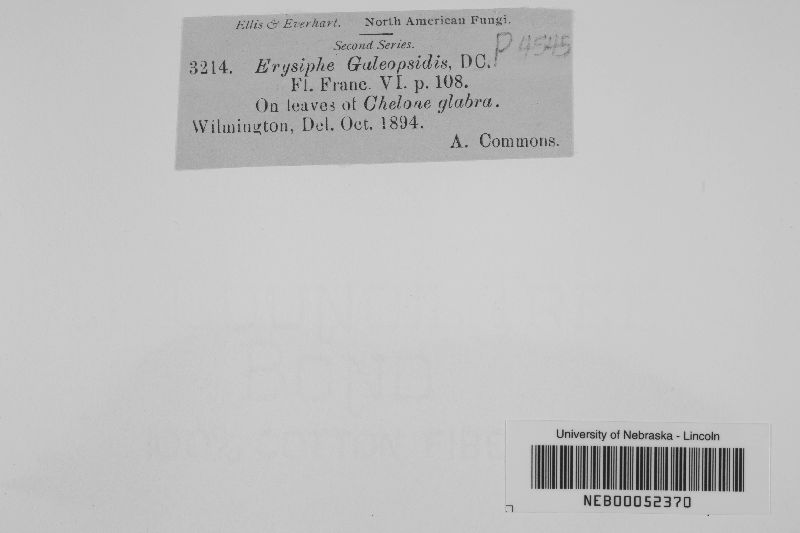 Ellis & Everhart. North American Fungi.
Second Series.
P 4545
3214. Erysiphe Galeopsidis, DC.
Fl. Franc. VI. p. 108.
On leaves of Chelone glabra.
Wilmington, Del. Oct. 1894.
A. Commons.
University of Nebraska - Lincoln
NEB00052370